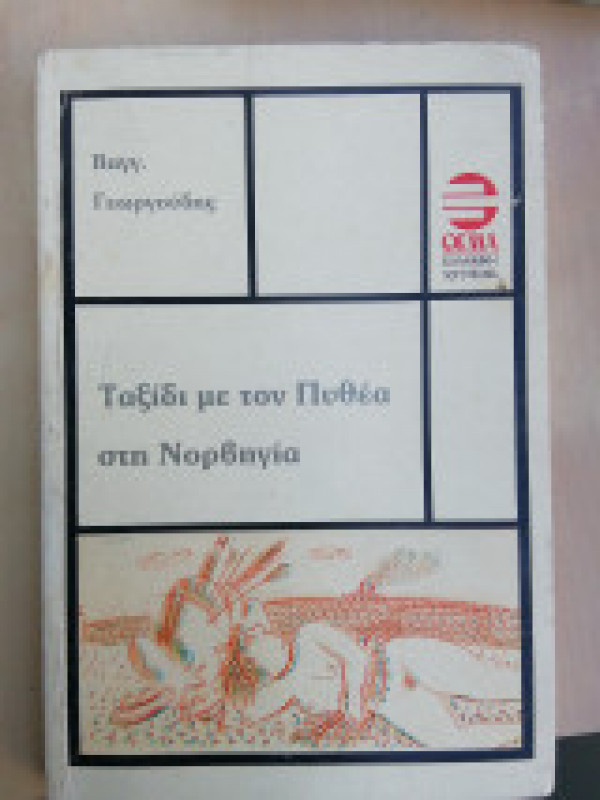 Βαγγ.
Γεωργούδης
Ταξίδι με τον Πυθέα
στη Νορβηγία